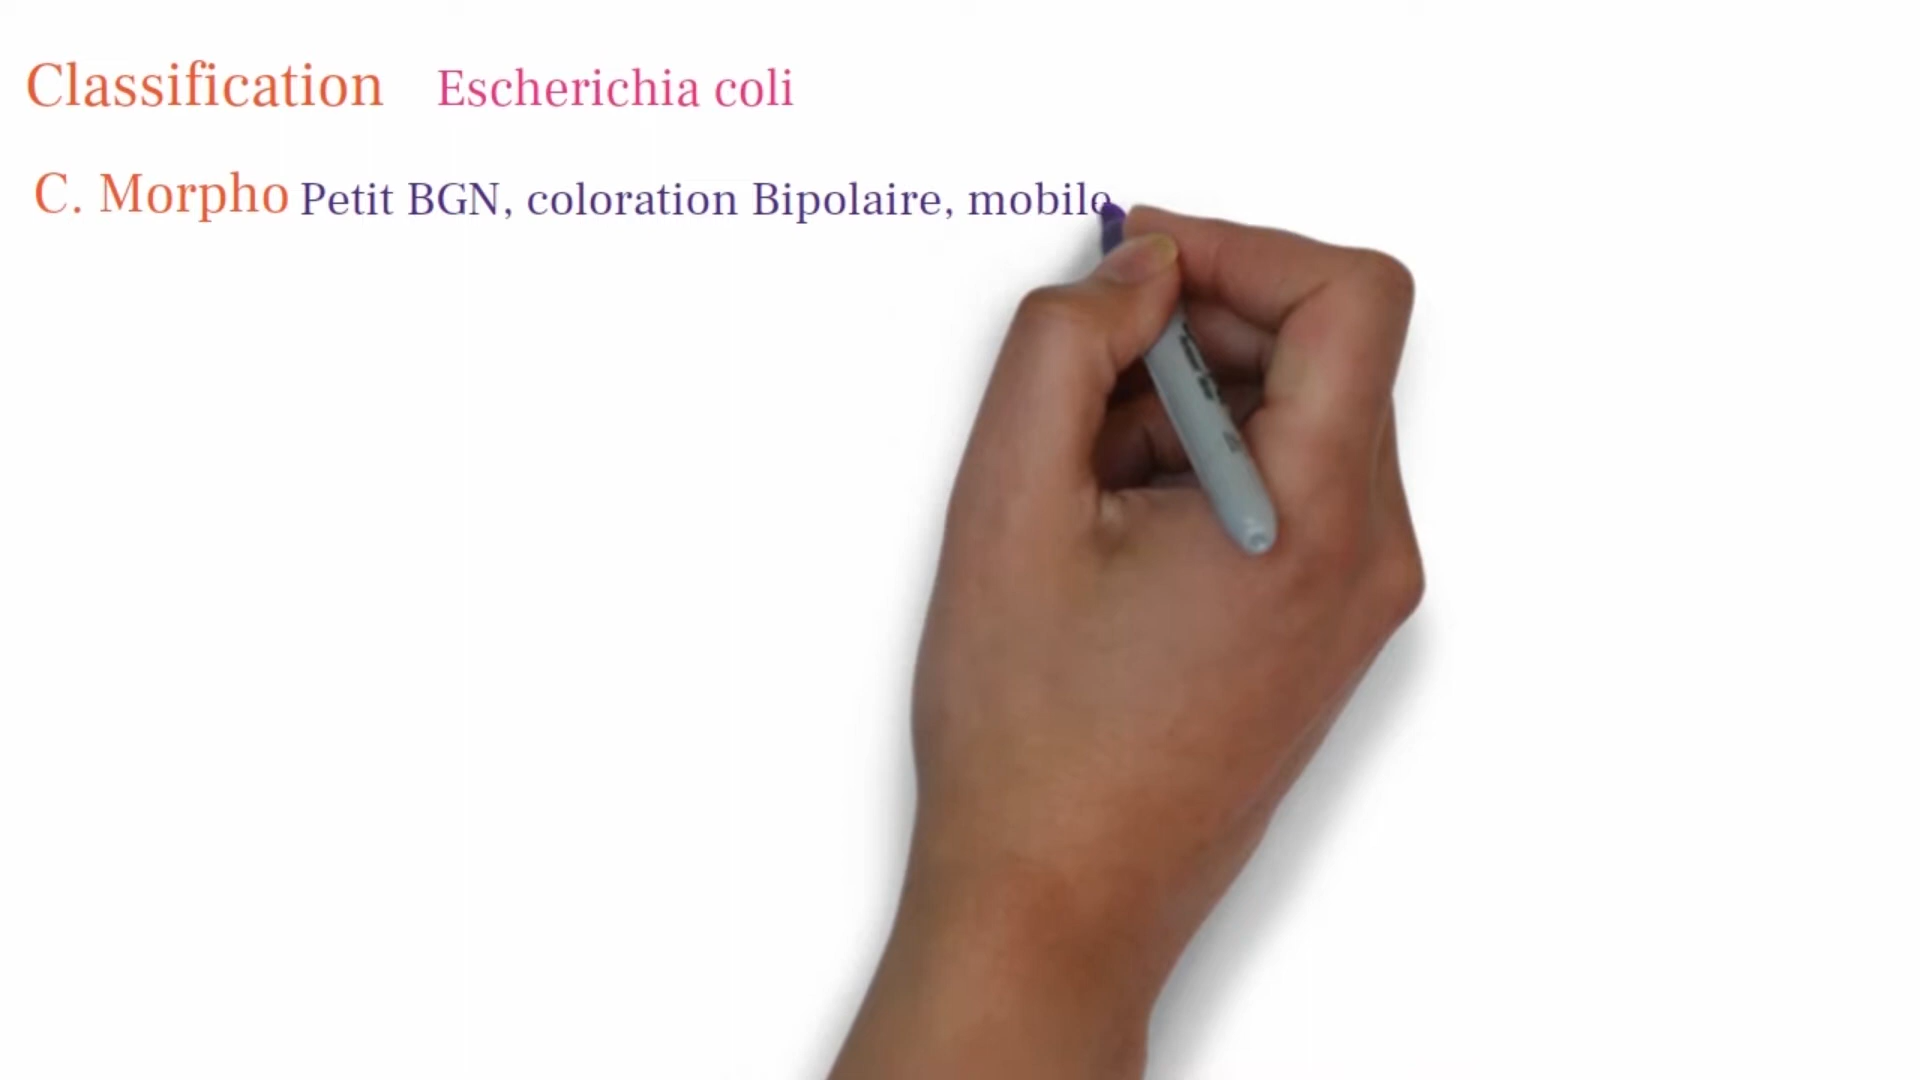 Classification Escherichia coli
C. Morpho Petit BGN, coloration Bipolaire, mobile